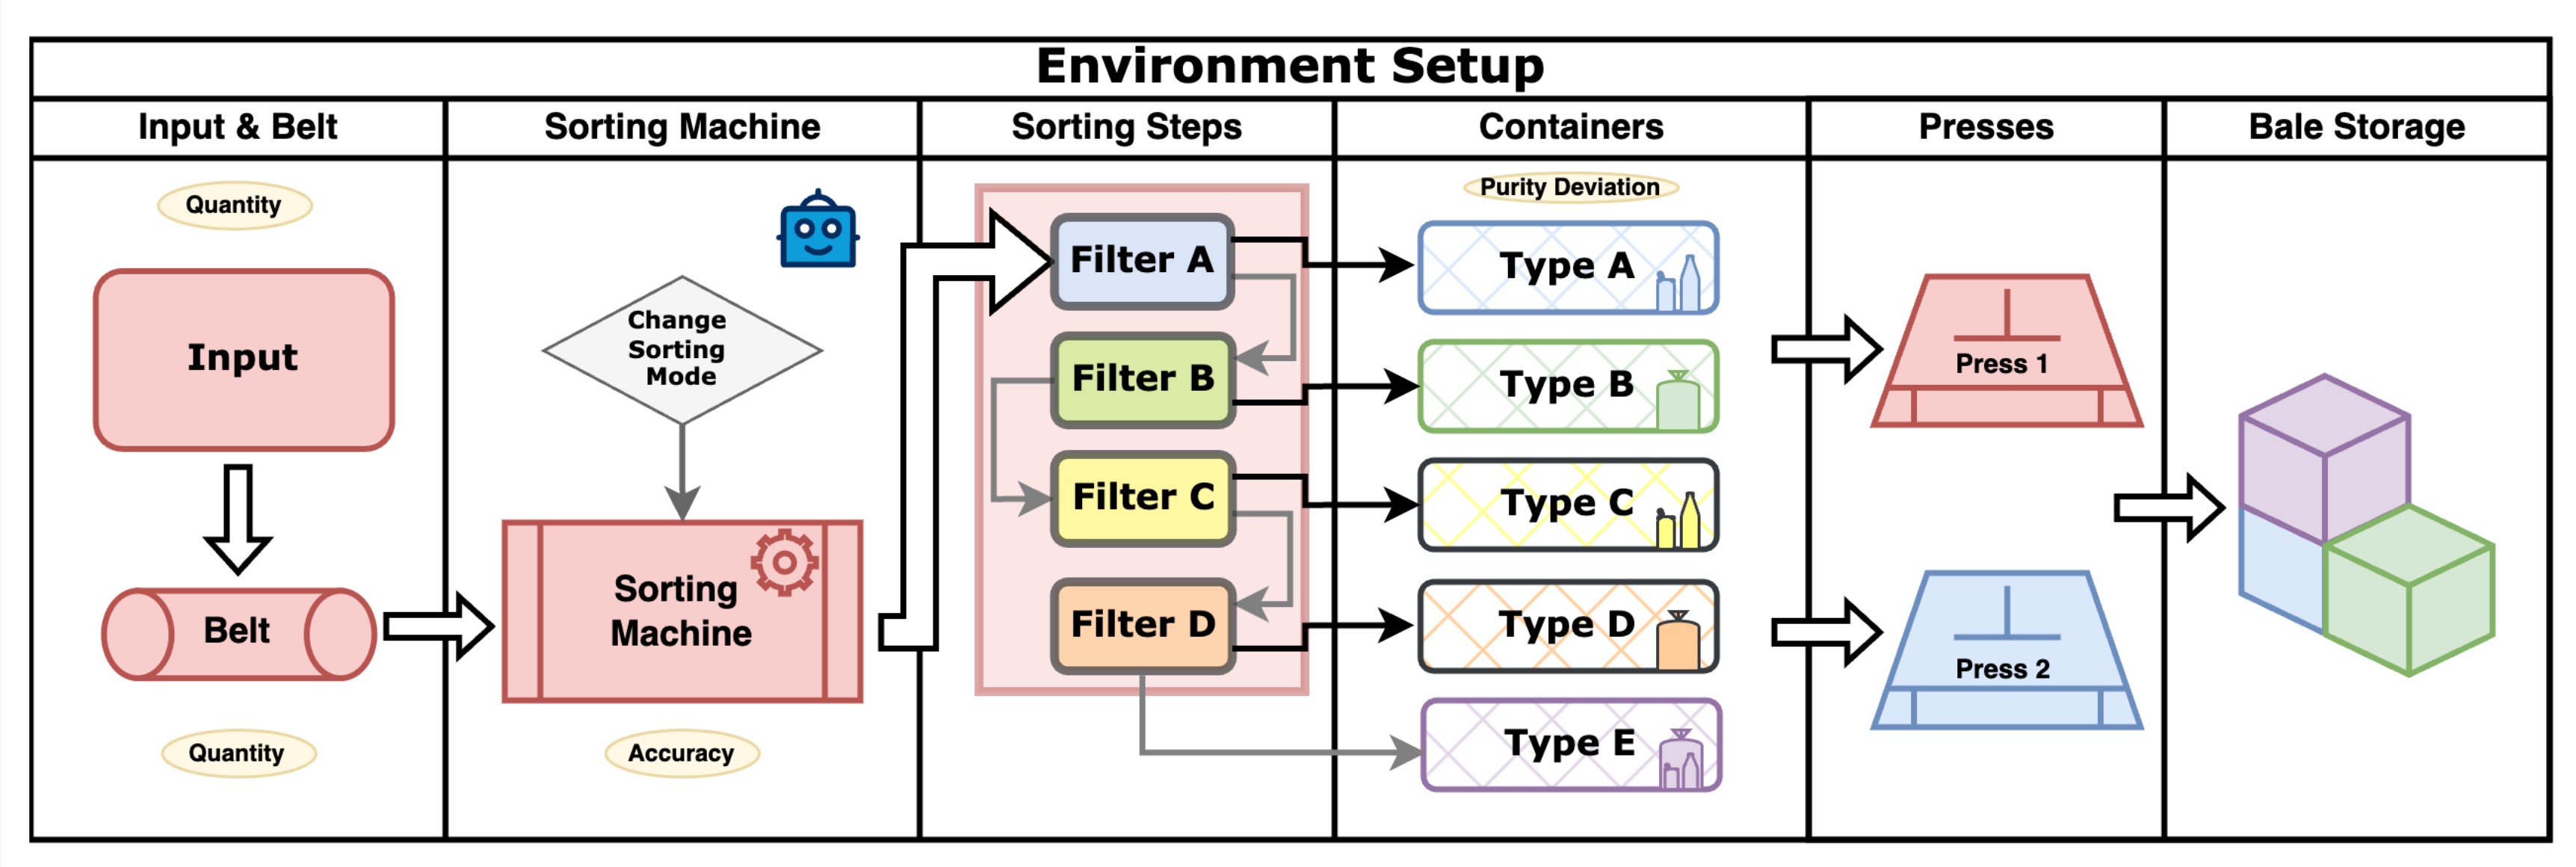 Environment Setup
Input & Belt
Sorting Machine
Sorting Steps
Containers
Presses
Bale Storage
Quantity
Input
Belt
Quantity
Change
Sorting
Mode
Sorting
Machine
Accuracy
Filter A
Filter B
Filter C
Filter D
Purity Deviation
Type A
Type B
Type C
Type D
Type E
Press 1
Press 2